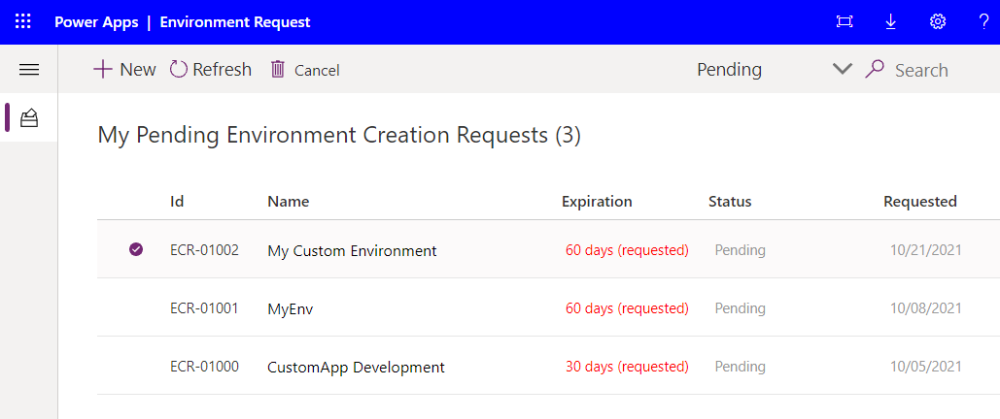 Power Apps | Environment Request ?
New Refresh Cancel Pending Search
My Pending Environment Creation Requests (3)
Id Name Expiration Status Requested
ECR-01002 My Custom Environment 60 days (requested) Pending 10/21/2021
ECR-01001 MyEnv 60 days (requested) Pending 10/08/2021
ECR-01000 CustomApp Development 30 days (requested) Pending 10/05/2021